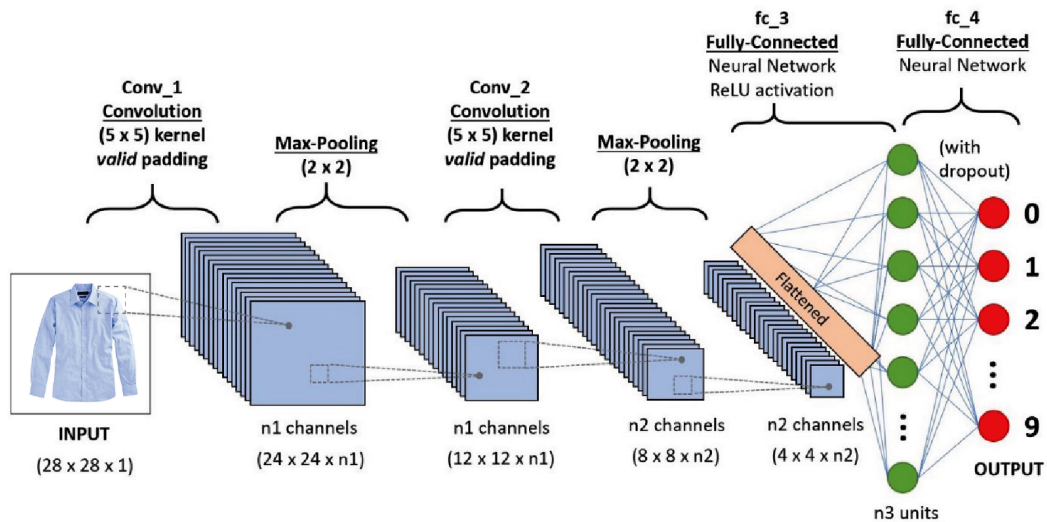 fc_3
Fully-Connected
Neural Network
ReLU activation
fc_4
Fully-Connected
Neural Network
Conv_1
Convolution
(5 x 5) kernel
valid padding
Max-Pooling
(2 x 2)
Conv_2
Convolution
(5 x 5) kernel
valid padding
Max-Pooling
(2 x 2)
(with
dropout)
Flattened
0
1
2
9
INPUT
(28 x 28 x 1)
n1 channels
(24 x 24 x n1)
n1 channels
(12 x 12 x n1)
n2 channels
(8 x 8 x n2)
n2 channels
(4 x 4 x n2)
OUTPUT
n3 units